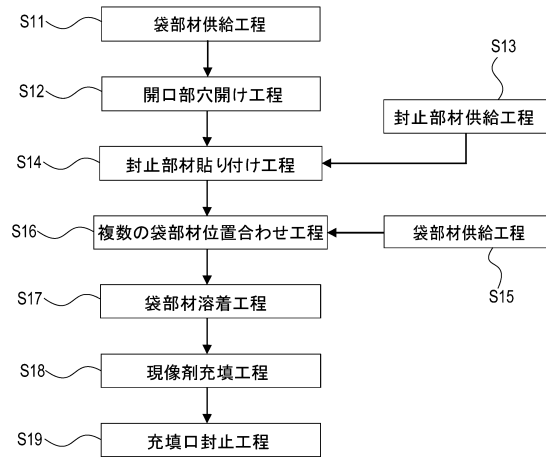 S11
袋部材供給工程
S12
開口部穴開け工程
S13
封止部材供給工程
S14
封止部材貼り付け工程
S16
複数の袋部材位置合わせ工程
袋部材供給工程
S15
S17
袋部材溶着工程
S18
現像剤充填工程
S19
充填口封止工程